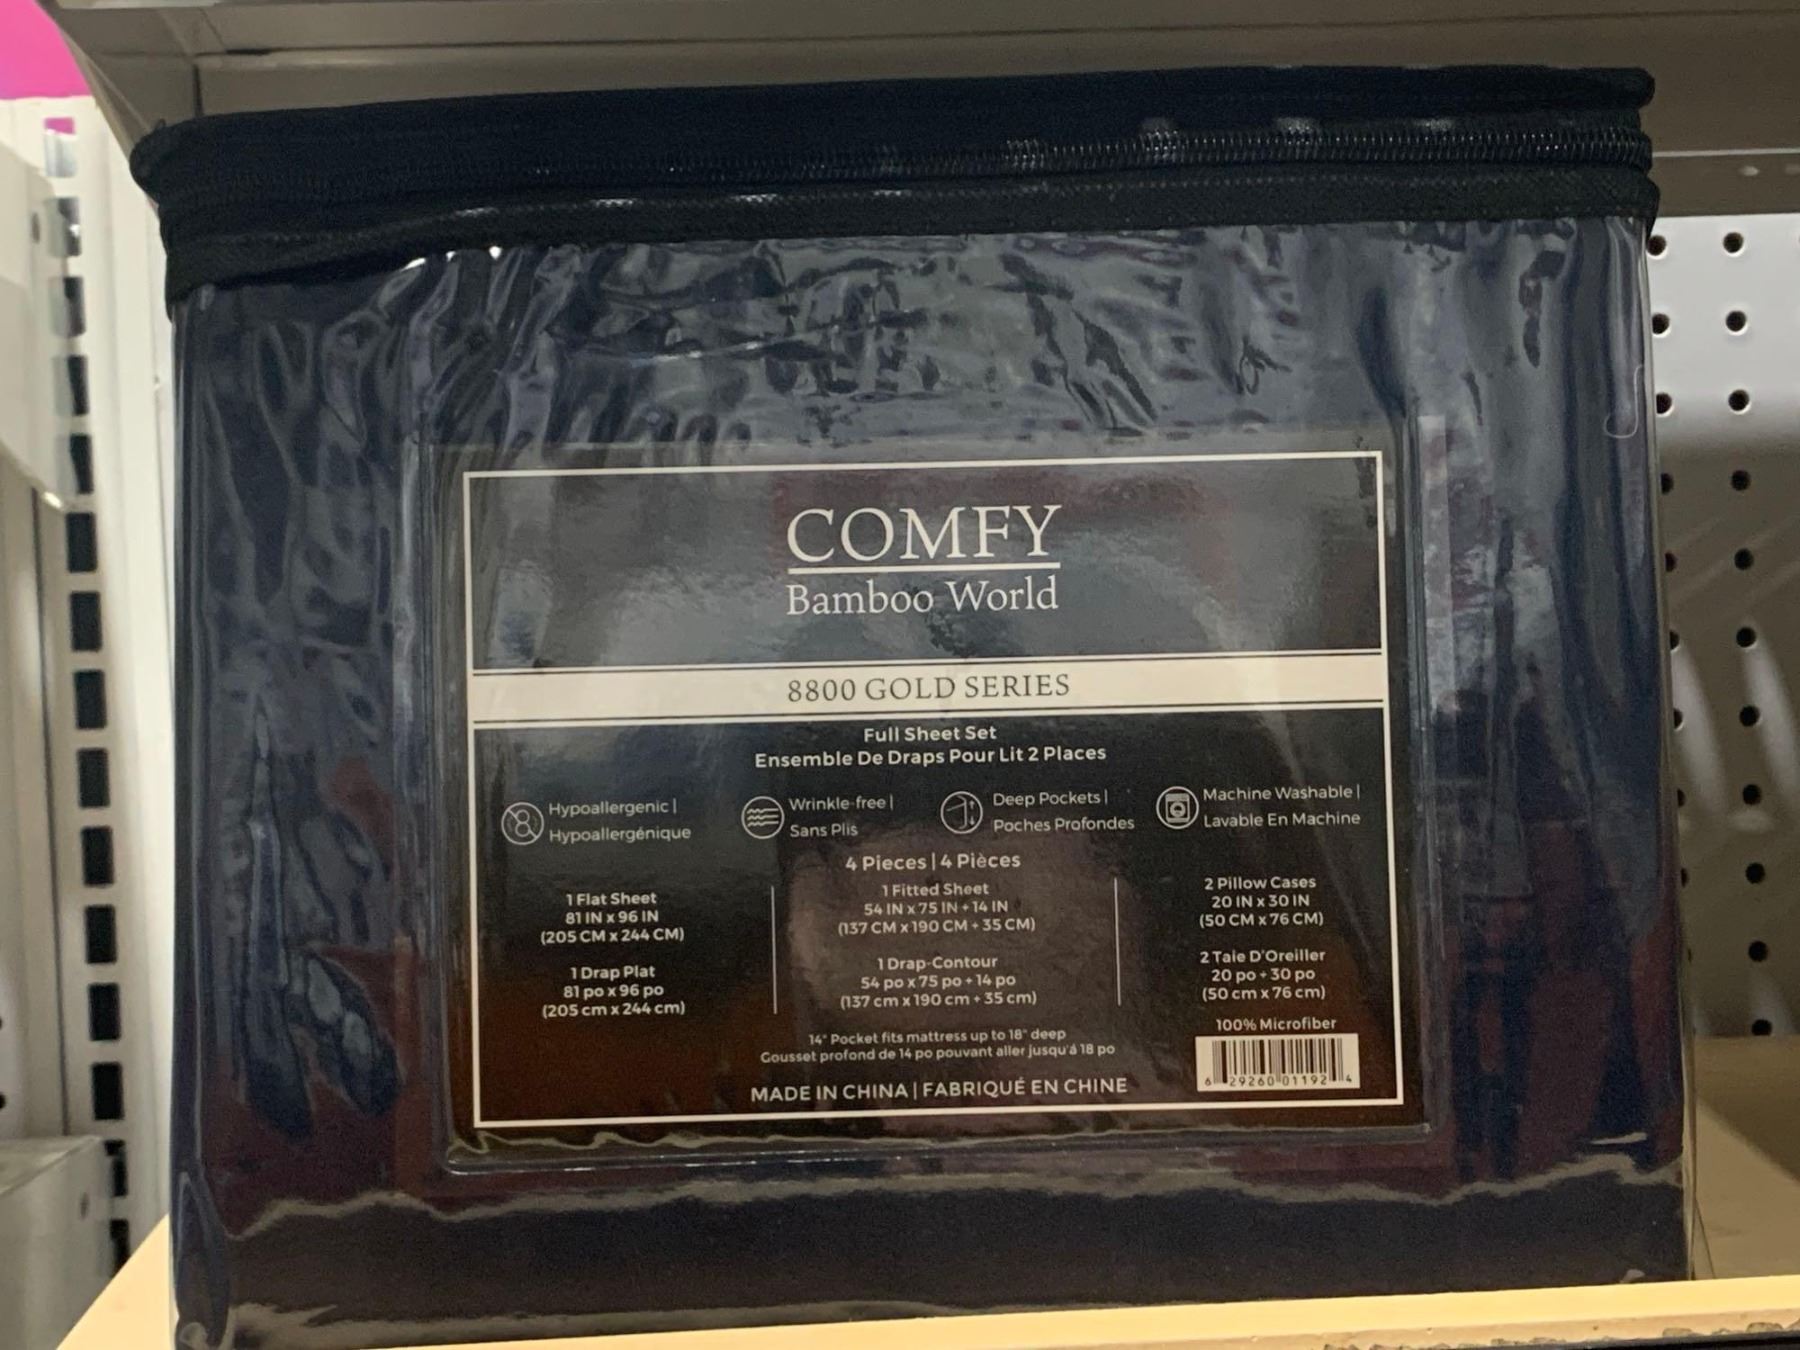 COMFY
Bamboo World
8800 GOLD SERIES
Full Sheet Set
Ensemble De Draps Pour Lit 2 Places
Hypoallergenic |
Hypoallergénique
Wrinkle-free |
Sans Plis
Deep Pockets |
Poches Profondes
Machine Washable |
Lavable En Machine
4 Pieces | 4 Pièces
1 Flat Sheet
81 IN x 96 IN
(205 CM x 244 CM)
1 Drap Plat
81 po x 96 po
(205 cm x 244 cm)
1 Fitted Sheet
54 IN x 75 IN + 14 IN
(137 CM x 190 CM + 35 CM)
1 Drap-Contour
54 po x 75 po + 14 po
(137 cm x 190 cm + 35 cm)
2 Pillow Cases
20 IN x 30 IN
(50 CM x 76 CM)
2 Taie D'Oreiller
20 po + 30 po
(50 cm x 76 cm)
14" Pocket fits mattress up to 18" deep
Gousset profond de 14 po pouvant aller jusqu'á 18 po
MADE IN CHINA | FABRIQUÉ EN CHINE
100% Microfiber
6 29260 01192 4